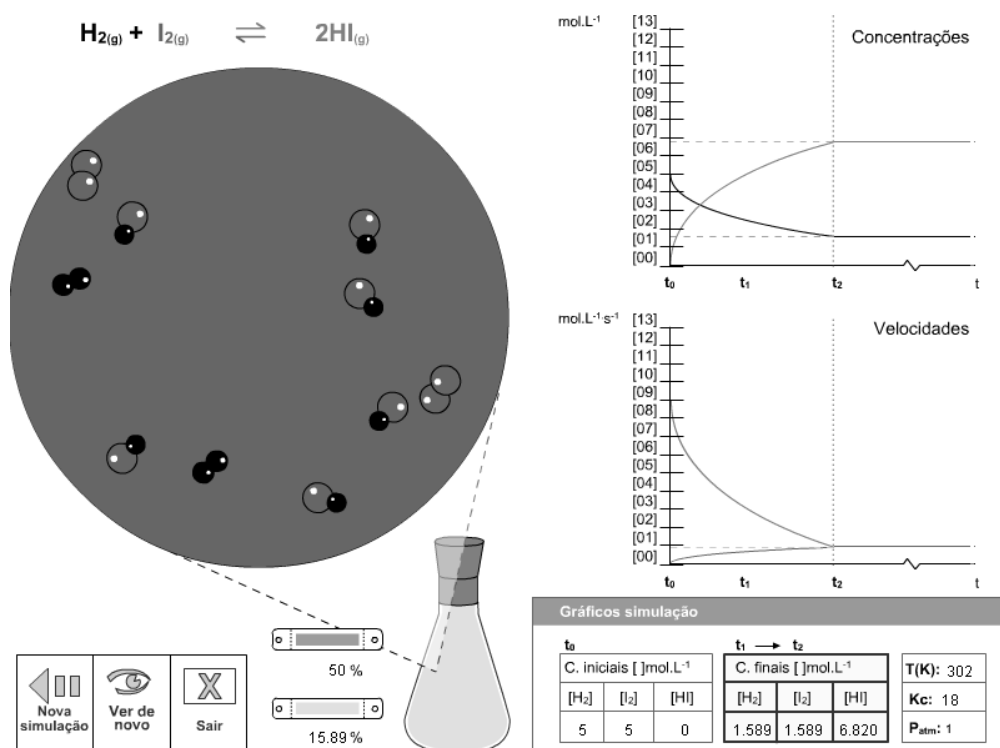 H₂(g) + I₂(g) ⇌ 2HI(g)
mol.L⁻¹
Concentrações
[13]
[12]
[11]
[10]
[09]
[08]
[07]
[06]
[05]
[04]
[03]
[02]
[01]
[00]
t₀ t₁ t₂ t
mol.L⁻¹·s⁻¹
Velocidades
[13]
[12]
[11]
[10]
[09]
[08]
[07]
[06]
[05]
[04]
[03]
[02]
[01]
[00]
t₀ t₁ t₂ t
50 %
15.89 %
Nova simulação
Ver de novo
Sair
Gráficos simulação
t₀
C. iniciais [ ]mol.L⁻¹
[H₂] [I₂] [HI]
5 5 0
t₁ → t₂
C. finais [ ]mol.L⁻¹
[H₂] [I₂] [HI]
1.589 1.589 6.820
T(K): 302
Kc: 18
Patm: 1